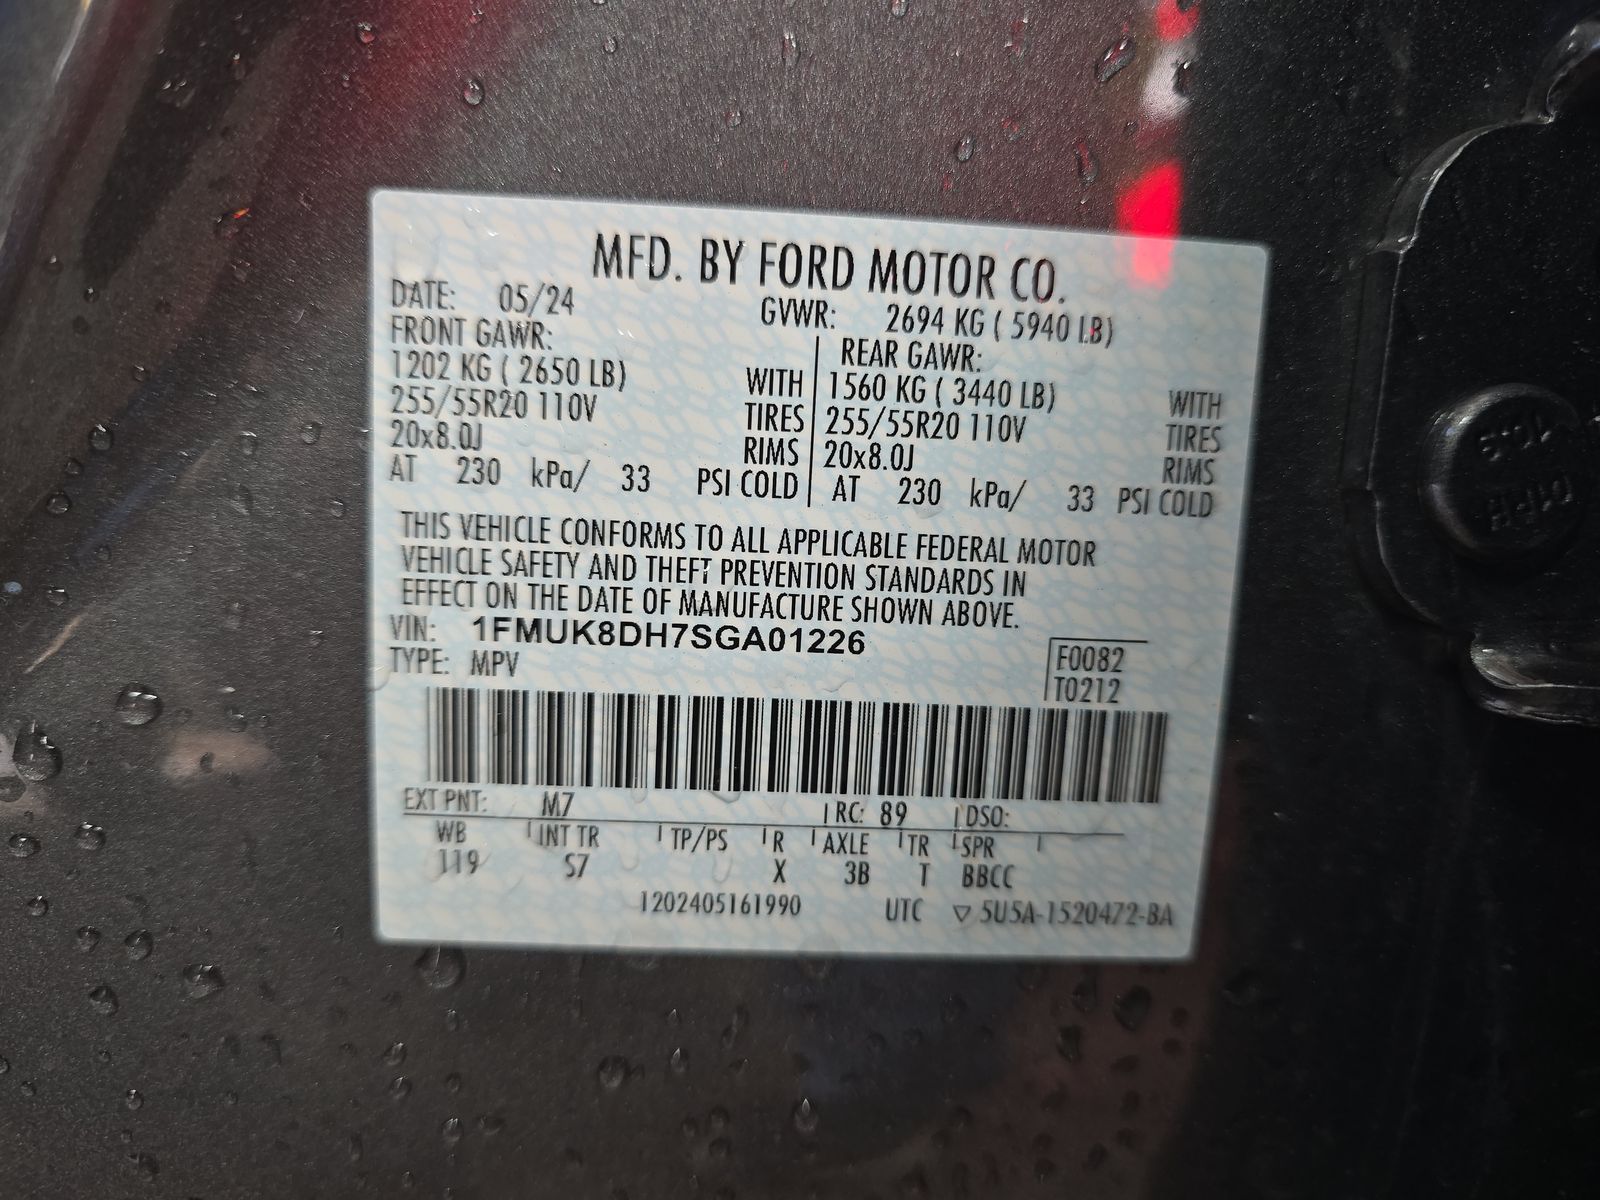 MFD. BY FORD MOTOR CO.
DATE: 05/24 GVWR: 2694 KG ( 5940 LB)
FRONT GAWR: REAR GAWR:
1202 KG ( 2650 LB) WITH 1560 KG ( 3440 LB) WITH
255/55R20 110V TIRES 255/55R20 110V TIRES
20x8.0J RIMS 20x8.0J RIMS
AT 230 kPa/ 33 PSI COLD AT 230 kPa/ 33 PSI COLD
THIS VEHICLE CONFORMS TO ALL APPLICABLE FEDERAL MOTOR
VEHICLE SAFETY AND THEFT PREVENTION STANDARDS IN
EFFECT ON THE DATE OF MANUFACTURE SHOWN ABOVE.
VIN: 1FMUK8DH7SGA01226
TYPE: MPV
F0082
T0212
EXT PNT: M7 RC: 89 DSO:
WB INT TR TP/PS R AXLE TR SPR
119 S7 X 3B T BBCC
1202405161990 UTC ▽ 5U5A-1520472-BA